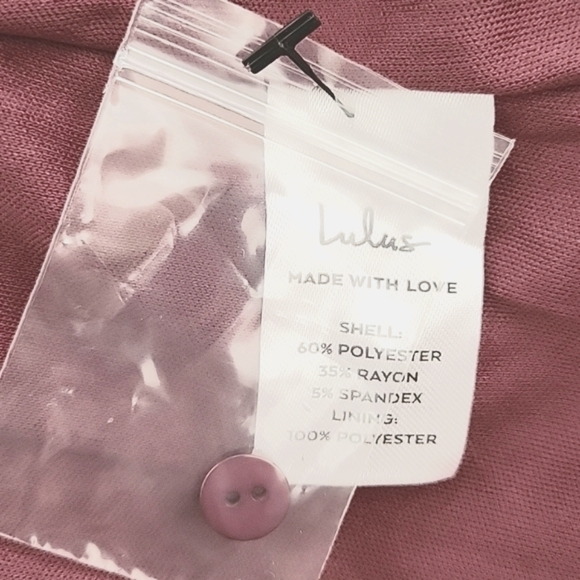 Lulus
MADE WITH LOVE
SHELL:
60% POLYESTER
35% RAYON
5% SPANDEX
LINING:
100% POLYESTER